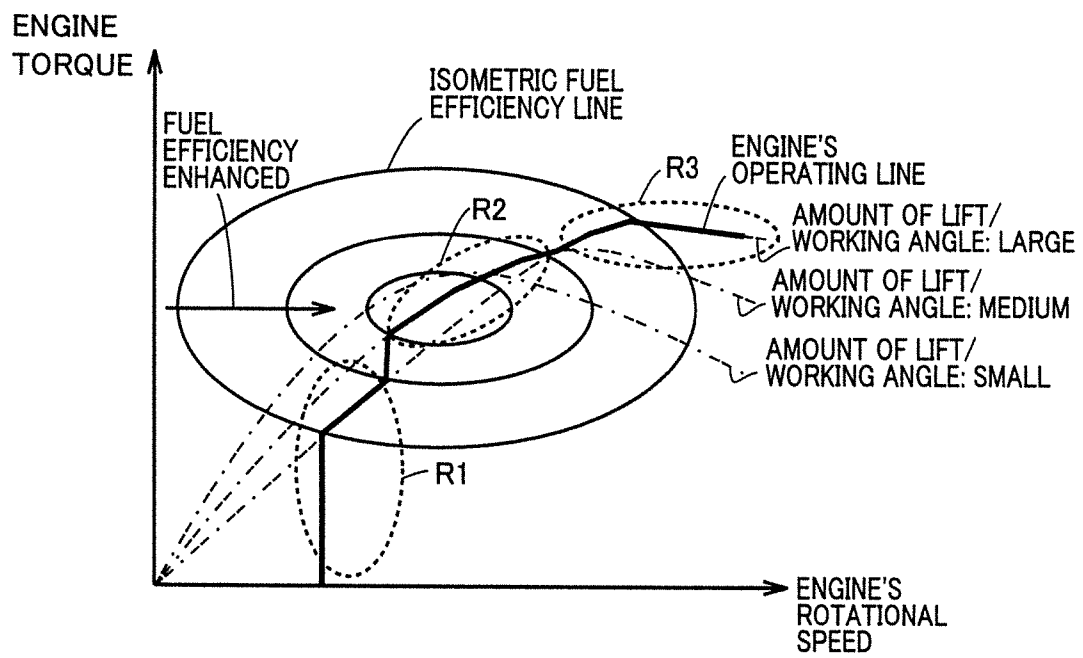 ENGINE
TORQUE
ISOMETRIC FUEL
EFFICIENCY LINE
FUEL
EFFICIENCY
ENHANCED
R2
R3
ENGINE'S
OPERATING LINE
AMOUNT OF LIFT/
WORKING ANGLE: LARGE
AMOUNT OF LIFT/
WORKING ANGLE: MEDIUM
AMOUNT OF LIFT/
WORKING ANGLE: SMALL
R1
ENGINE'S
ROTATIONAL
SPEED